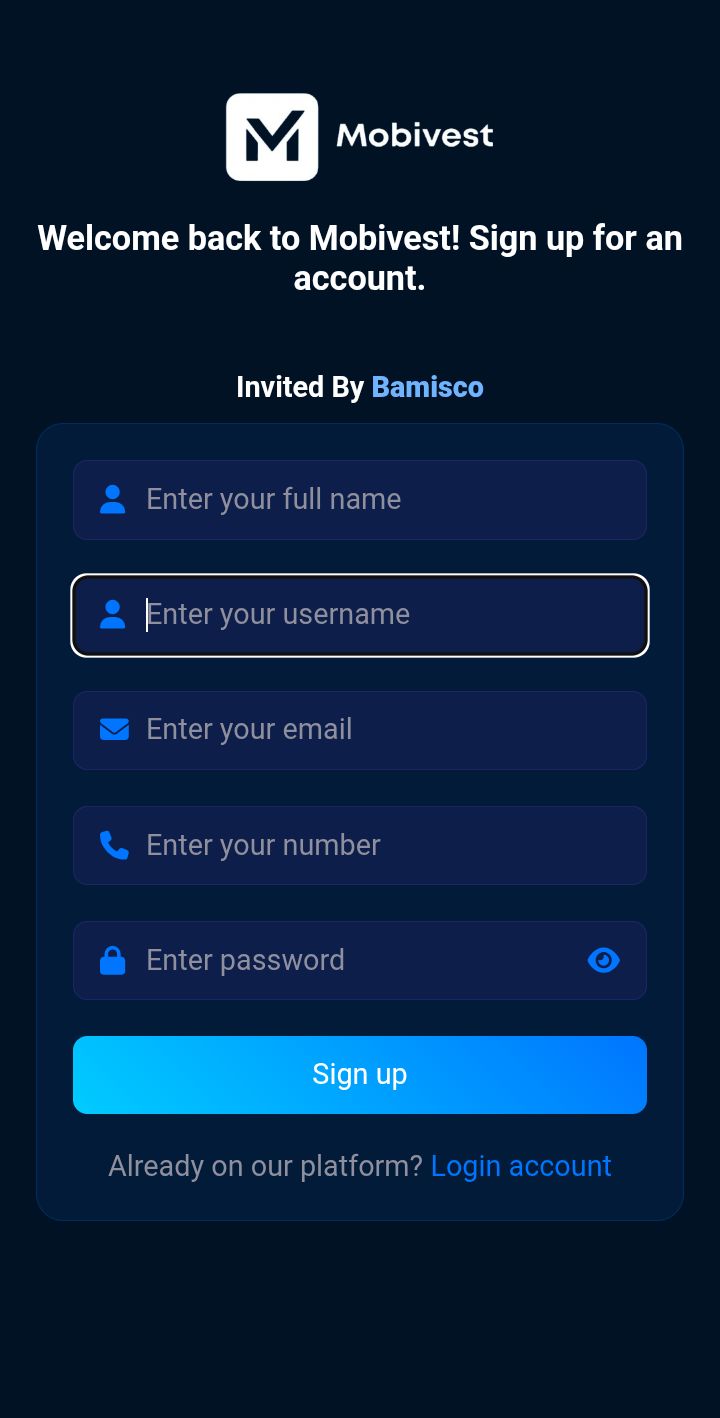 Mobivest
Welcome back to Mobivest! Sign up for an
account.
Invited By Bamisco
Enter your full name
Enter your username
Enter your email
Enter your number
Enter password
Sign up
Already on our platform? Login account